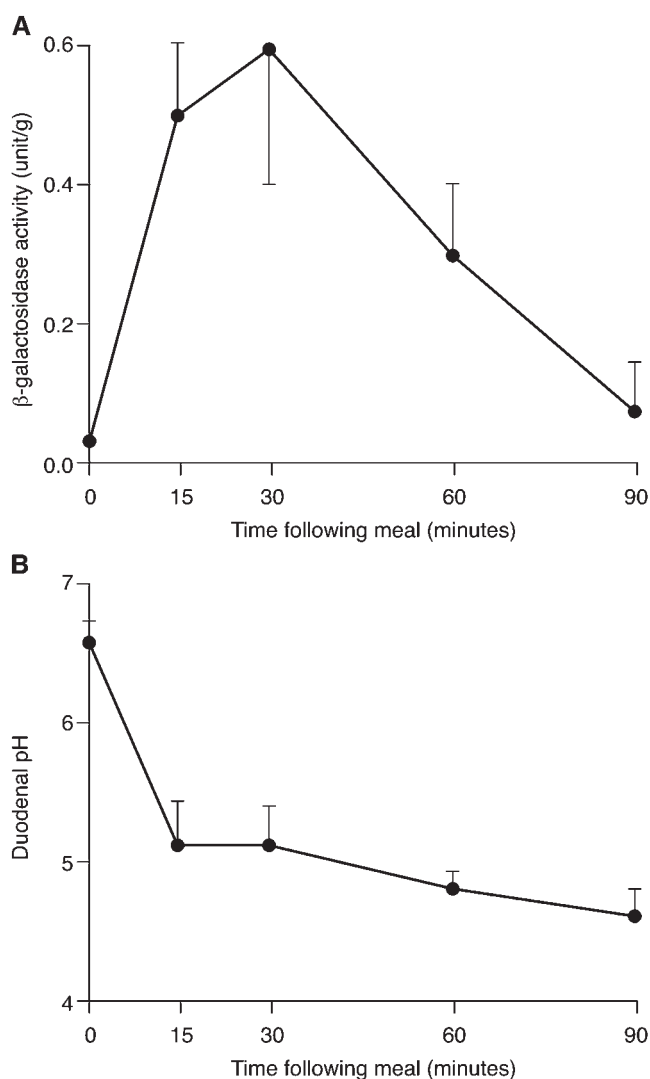 A
β-galactosidase activity (unit/g)
0.6
0.4
0.2
0.0
0 15 30 60 90
Time following meal (minutes)
B
Duodenal pH
7
6
5
4
0 15 30 60 90
Time following meal (minutes)